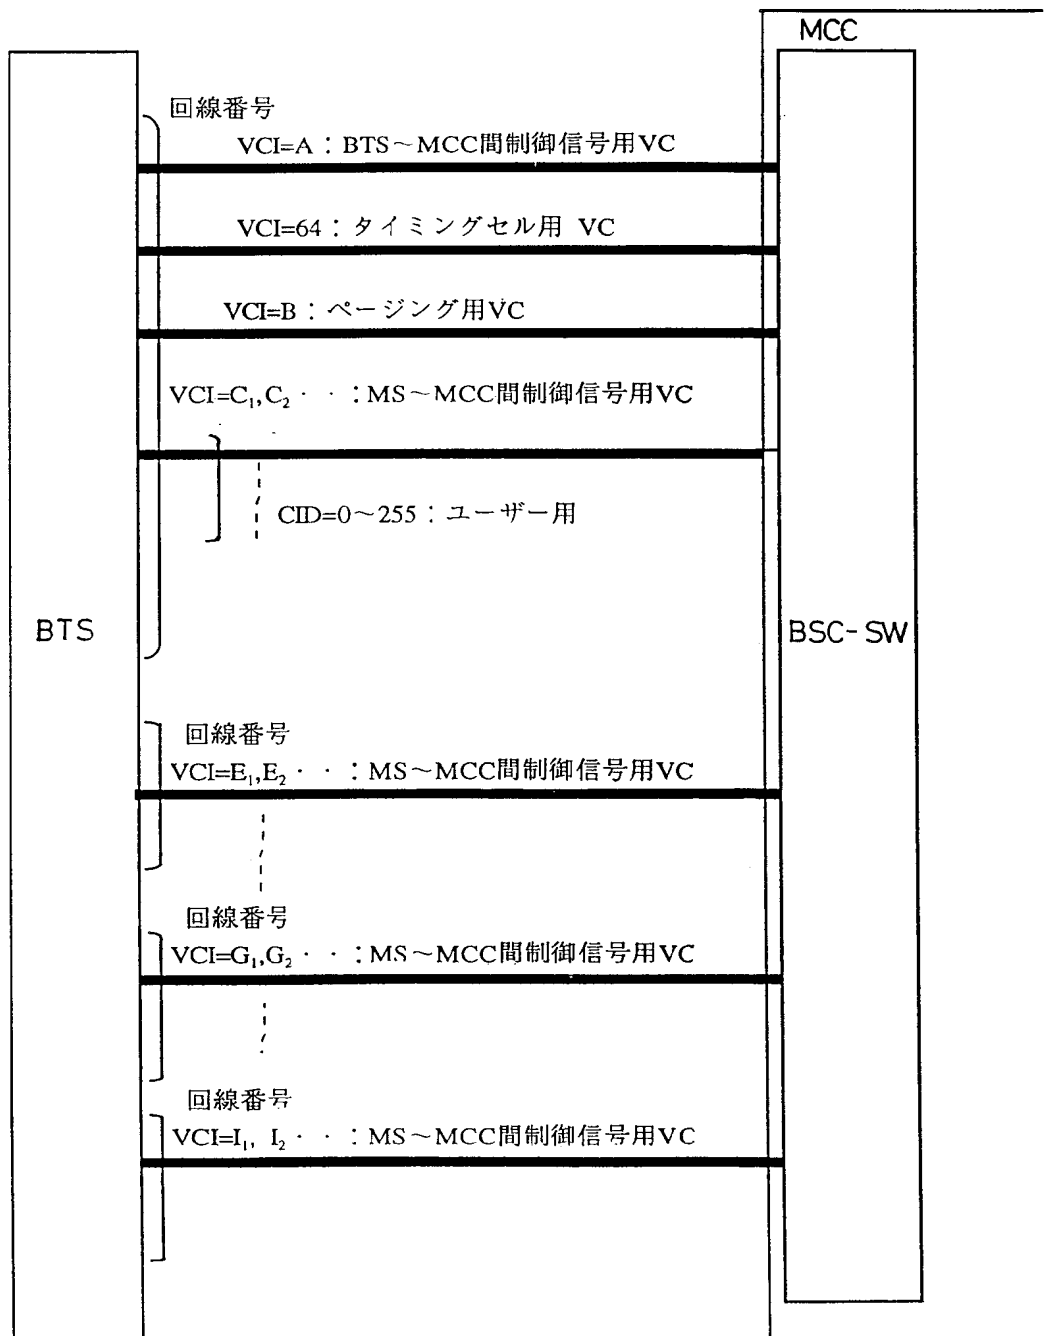 MCC
回線番号
VCI=A：BTS～MCC間制御信号用VC
VCI=64：タイミングセル用 VC
VCI=B：ページング用VC
VCI=C₁,C₂・・：MS～MCC間制御信号用VC
CID=0～255：ユーザー用
BTS
BSC-SW
回線番号
VCI=E₁,E₂・・：MS～MCC間制御信号用VC
回線番号
VCI=G₁,G₂・・：MS～MCC間制御信号用VC
回線番号
VCI=I₁, I₂・・：MS～MCC間制御信号用VC